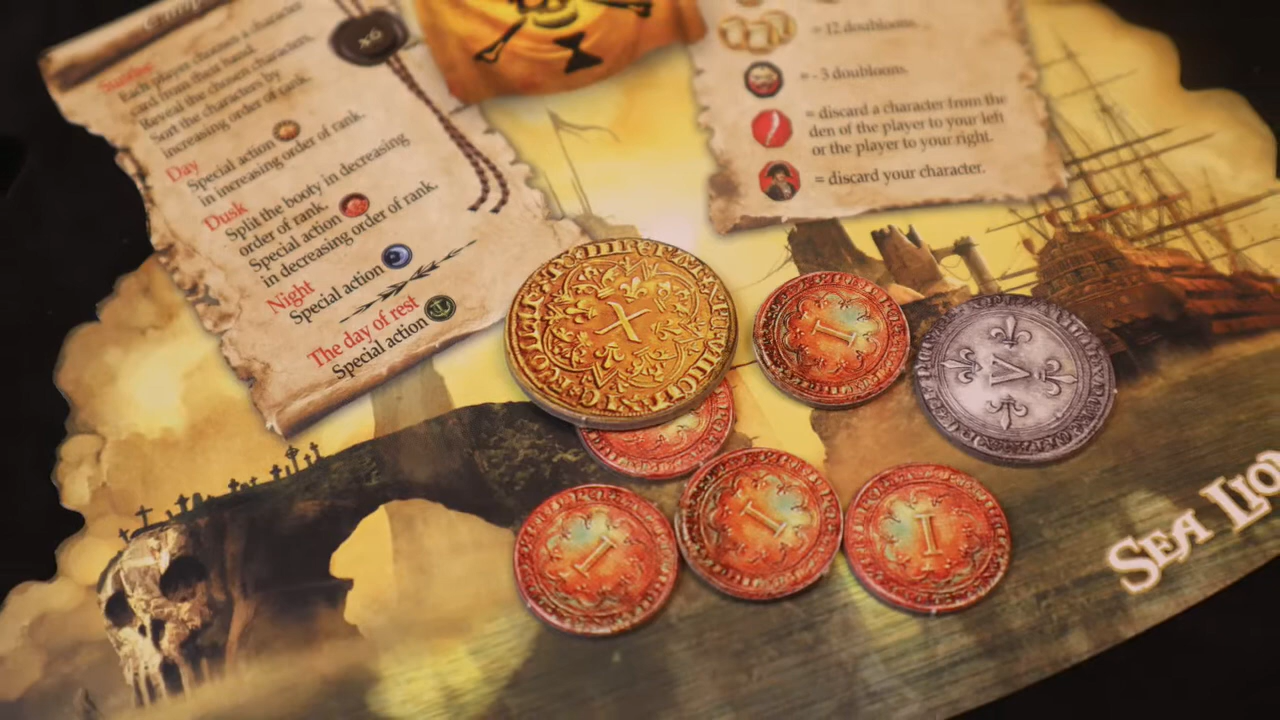 Each player chooses a character
card from their hand.
Reveal the chosen characters.
Sort the characters by
increasing order of rank.
Day
Special action
in increasing order of rank.
Dusk
Split the booty in decreasing
order of rank.
Special action
in decreasing order of rank.
Night
Special action
The day of rest
Special action
x6
= 12 doubloons.
= - 3 doubloons.
= discard a character from the
den of the player to your left
or the player to your right.
= discard your character.
X
I
V
I
I
I
SEA LION